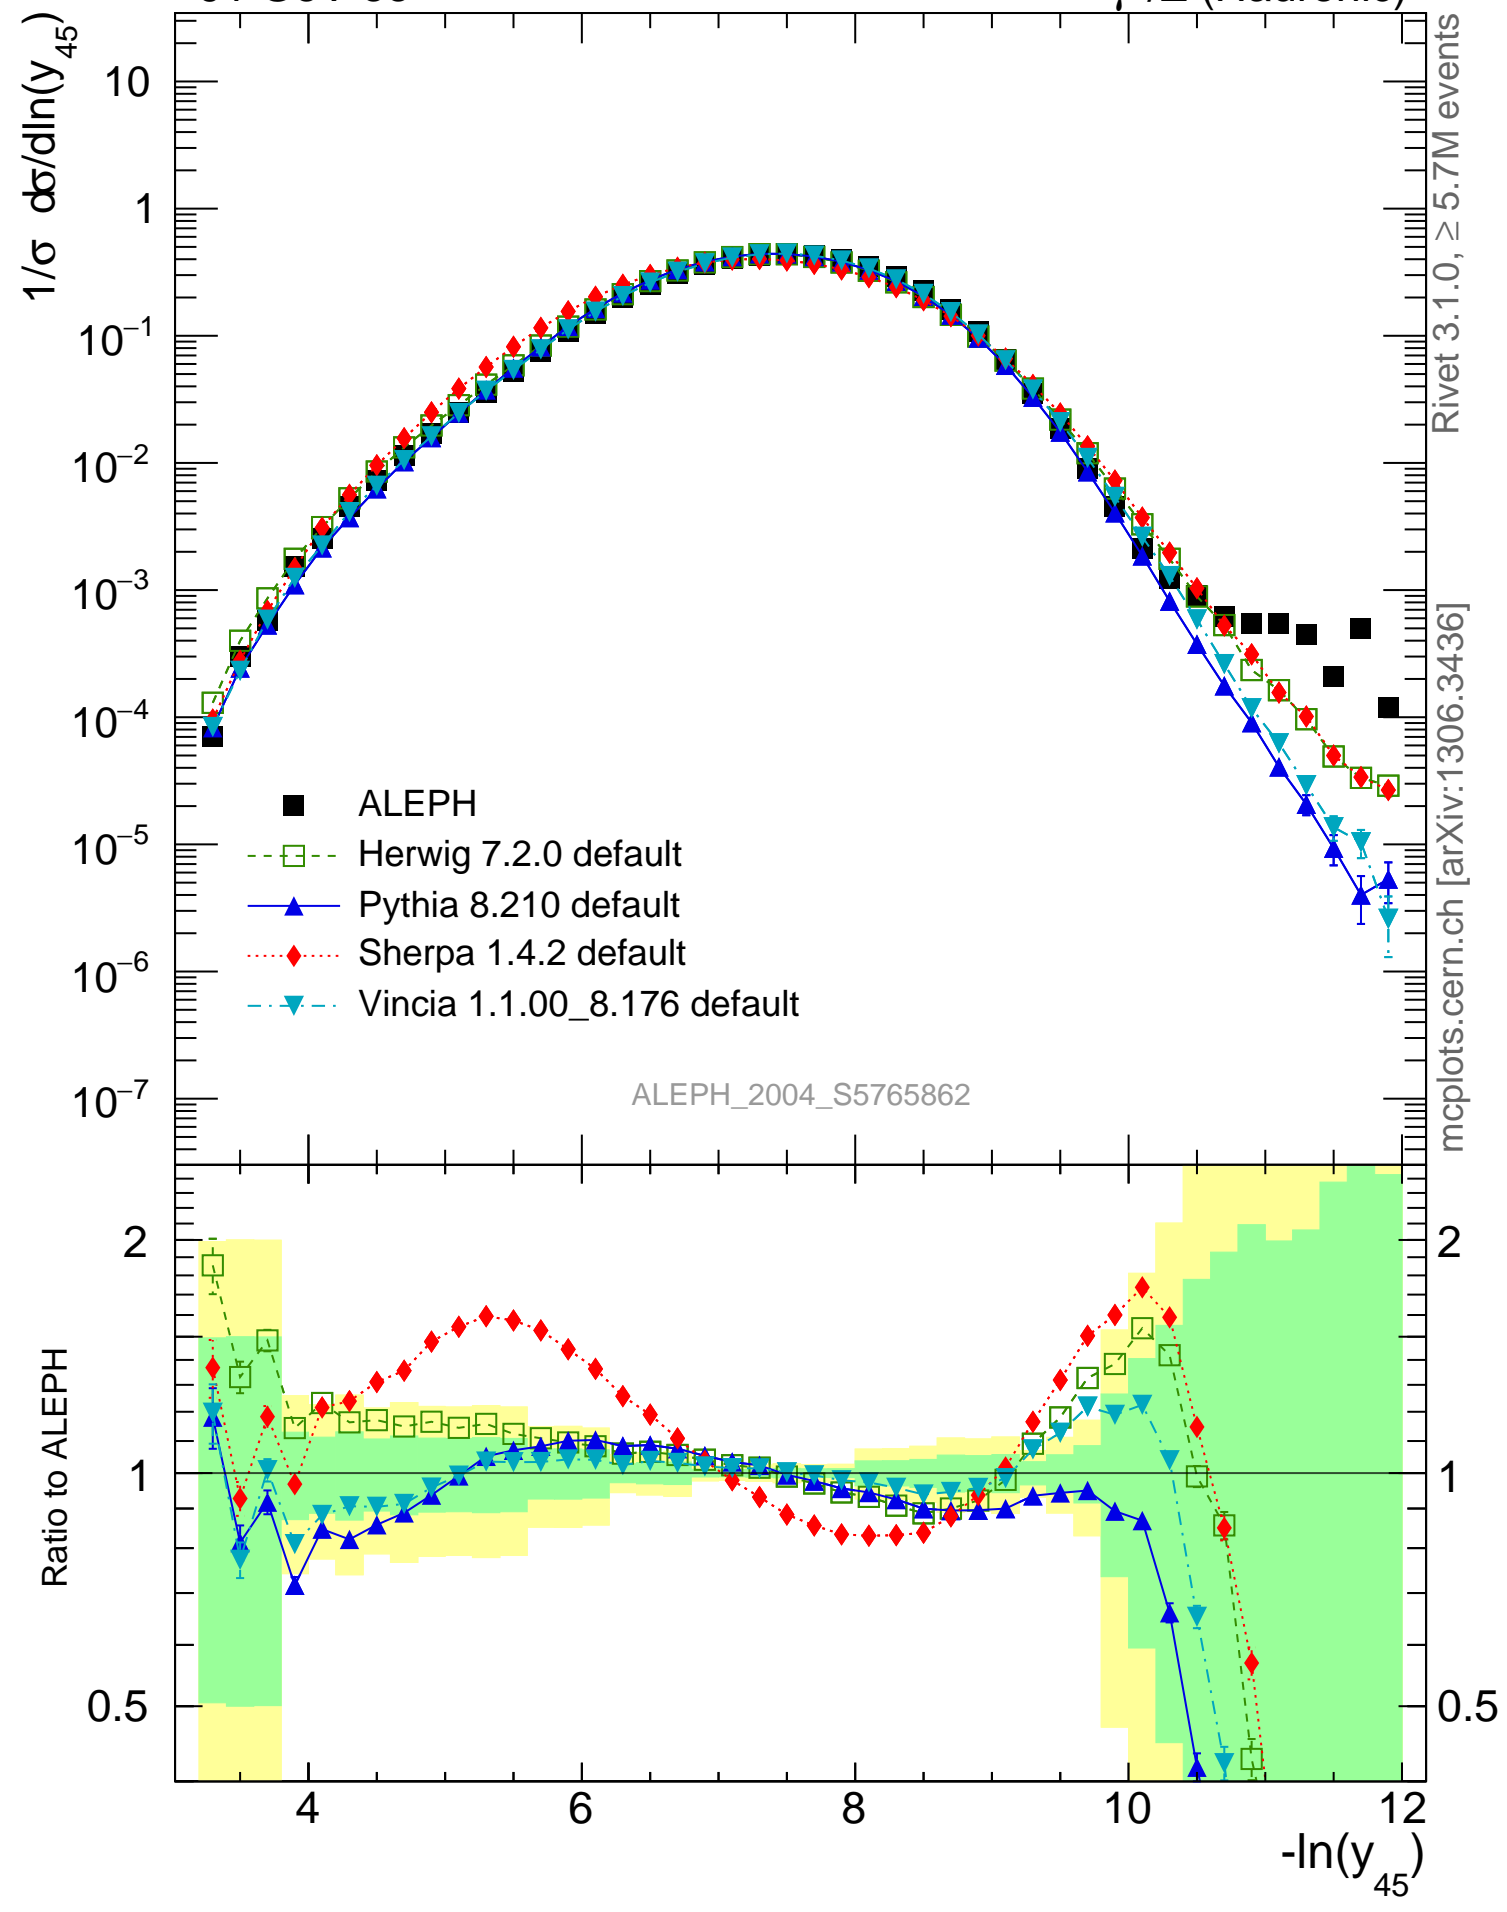 1/σ dσ/dln(y45)
10
1
10−1
10−2
10−3
10−4
10−5
10−6
10−7
ALEPH
Herwig 7.2.0 default
Pythia 8.210 default
Sherpa 1.4.2 default
Vincia 1.1.00_8.176 default
ALEPH_2004_S5765862
Rivet 3.1.0, ≥ 5.7M events
mcplots.cern.ch [arXiv:1306.3436]
Ratio to ALEPH
2
1
0.5
2
1
0.5
4 6 8 10 12
-ln(y45)